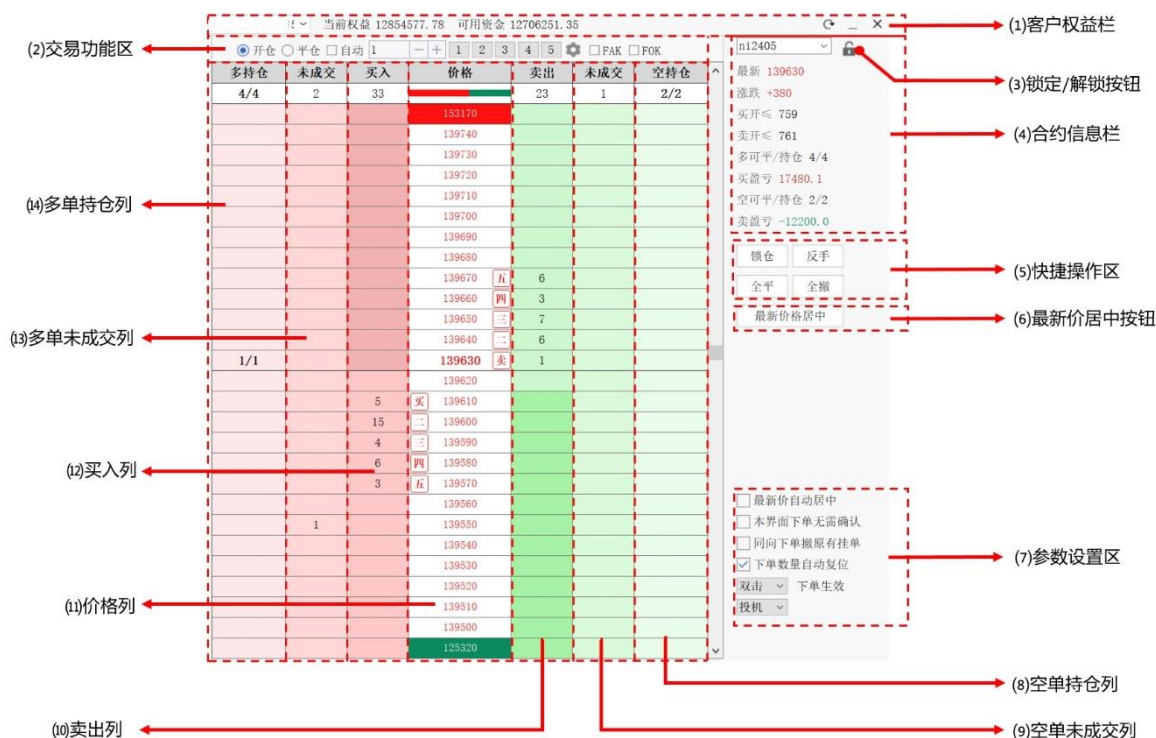 当前权益 12854577.78 可用资金 12706251.35
(1)客户权益栏
(2)交易功能区
开仓 平仓 自动 1 － + 1 2 3 4 5 FAK FOK
ni2405
(3)锁定/解锁按钮
多持仓 未成交 买入 价格 卖出 未成交 空持仓
4/4 2 33 23 1 2/2
153170
139740
139730
139720
139710
139700
139690
139680
139670 五 6
139660 四 3
139650 三 7
139640 二 6
1/1 139630 卖 1
139620
5 买 139610
15 二 139600
4 三 139590
6 四 139580
3 五 139570
139560
1 139550
139540
139530
139520
139510
139500
125320
最新 139630
涨跌 +380
买开≤ 759
卖开≤ 761
多可平/持仓 4/4
买盈亏 17480.1
空可平/持仓 2/2
卖盈亏 -12200.0
(4)合约信息栏
锁仓 反手
全平 全撤
(5)快捷操作区
最新价格居中
(6)最新价居中按钮
最新价自动居中
本界面下单无需确认
同向下单撤原有挂单
下单数量自动复位
双击 下单生效
投机
(7)参数设置区
(8)空单持仓列
(9)空单未成交列
(10)卖出列
(11)价格列
(12)买入列
(13)多单未成交列
(14)多单持仓列